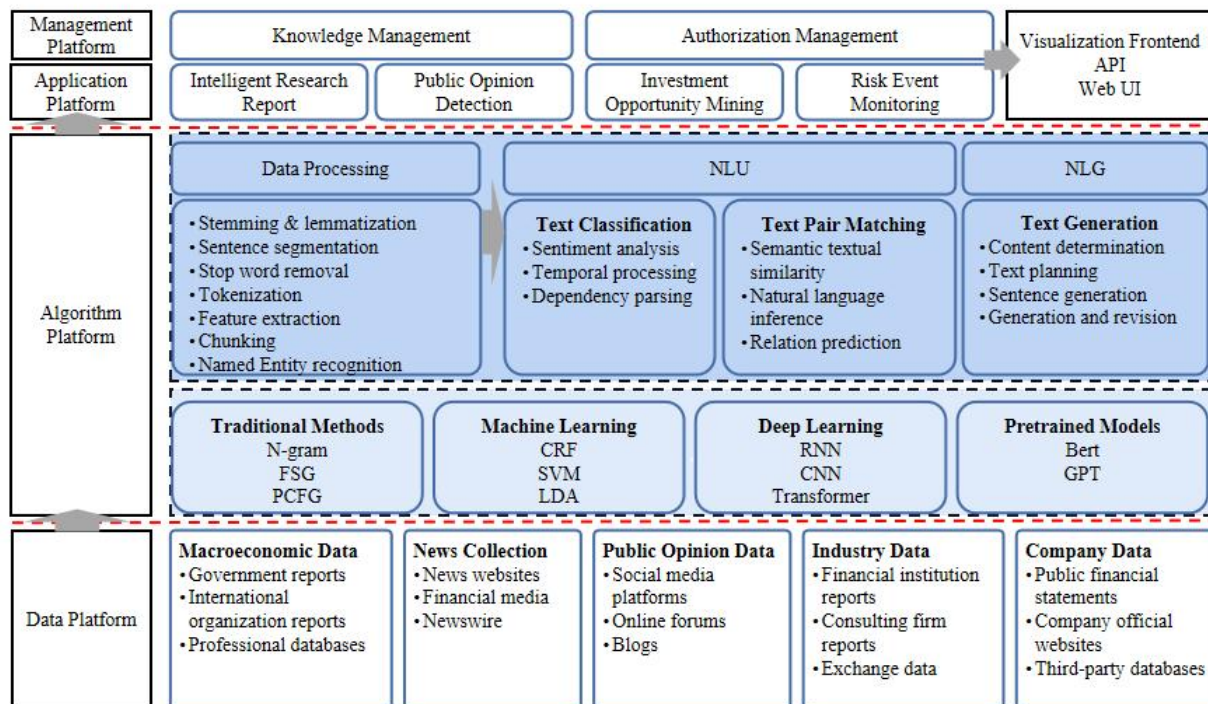 Management
Platform
Knowledge Management
Authorization Management
Visualization Frontend
API
Web UI
Application
Platform
Intelligent Research
Report
Public Opinion
Detection
Investment
Opportunity Mining
Risk Event
Monitoring
Algorithm
Platform
Data Processing
NLU
NLG
• Stemming & lemmatization
• Sentence segmentation
• Stop word removal
• Tokenization
• Feature extraction
• Chunking
• Named Entity recognition
Text Classification
• Sentiment analysis
• Temporal processing
• Dependency parsing
Text Pair Matching
• Semantic textual
similarity
• Natural language
inference
• Relation prediction
Text Generation
• Content determination
• Text planning
• Sentence generation
• Generation and revision
Traditional Methods
N-gram
FSG
PCFG
Machine Learning
CRF
SVM
LDA
Deep Learning
RNN
CNN
Transformer
Pretrained Models
Bert
GPT
Data Platform
Macroeconomic Data
• Government reports
• International
organization reports
• Professional databases
News Collection
• News websites
• Financial media
• Newswire
Public Opinion Data
• Social media
platforms
• Online forums
• Blogs
Industry Data
• Financial institution
reports
• Consulting firm
reports
• Exchange data
Company Data
• Public financial
statements
• Company official
websites
• Third-party databases